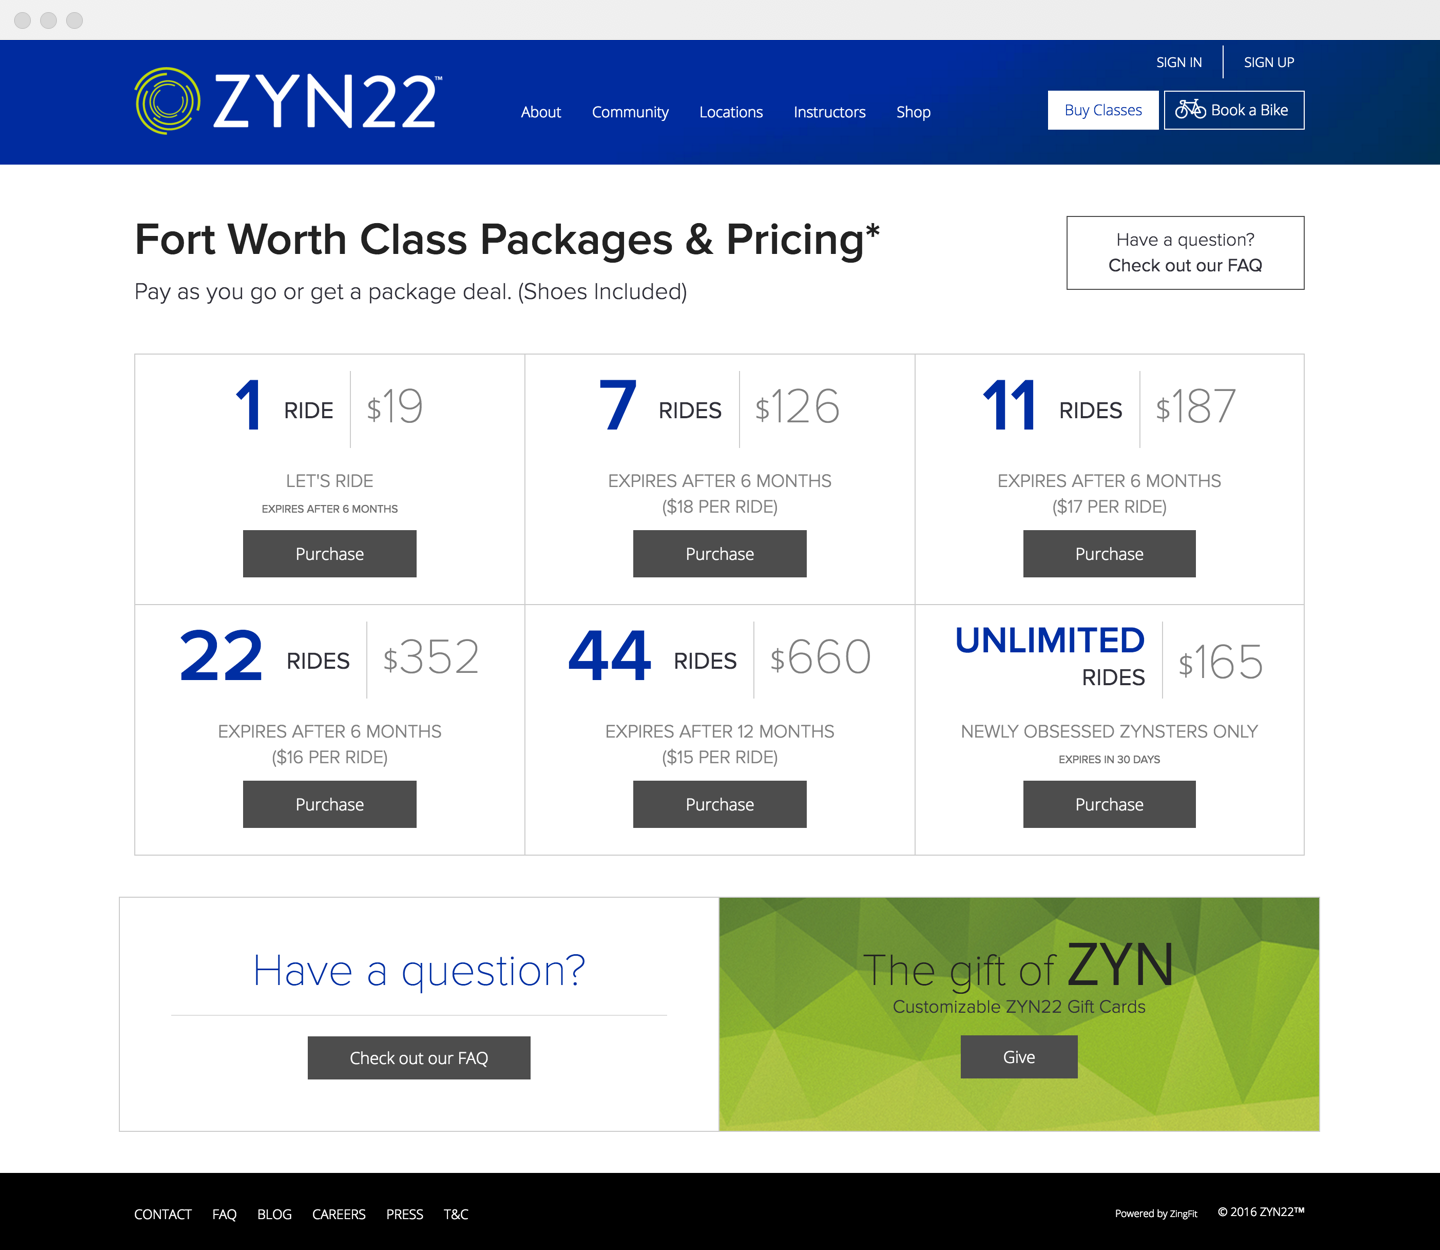 SIGN IN
SIGN UP
ZYN22™
About
Community
Locations
Instructors
Shop
Buy Classes
Book a Bike
Fort Worth Class Packages & Pricing*
Pay as you go or get a package deal. (Shoes Included)
Have a question?
Check out our FAQ
1 RIDE $19
LET'S RIDE
EXPIRES AFTER 6 MONTHS
Purchase
7 RIDES $126
EXPIRES AFTER 6 MONTHS
($18 PER RIDE)
Purchase
11 RIDES $187
EXPIRES AFTER 6 MONTHS
($17 PER RIDE)
Purchase
22 RIDES $352
EXPIRES AFTER 6 MONTHS
($16 PER RIDE)
Purchase
44 RIDES $660
EXPIRES AFTER 12 MONTHS
($15 PER RIDE)
Purchase
UNLIMITED
RIDES $165
NEWLY OBSESSED ZYNSTERS ONLY
EXPIRES IN 30 DAYS
Purchase
Have a question?
Check out our FAQ
The gift of ZYN
Customizable ZYN22 Gift Cards
Give
CONTACT
FAQ
BLOG
CAREERS
PRESS
T&C
Powered by ZingFit
© 2016 ZYN22™